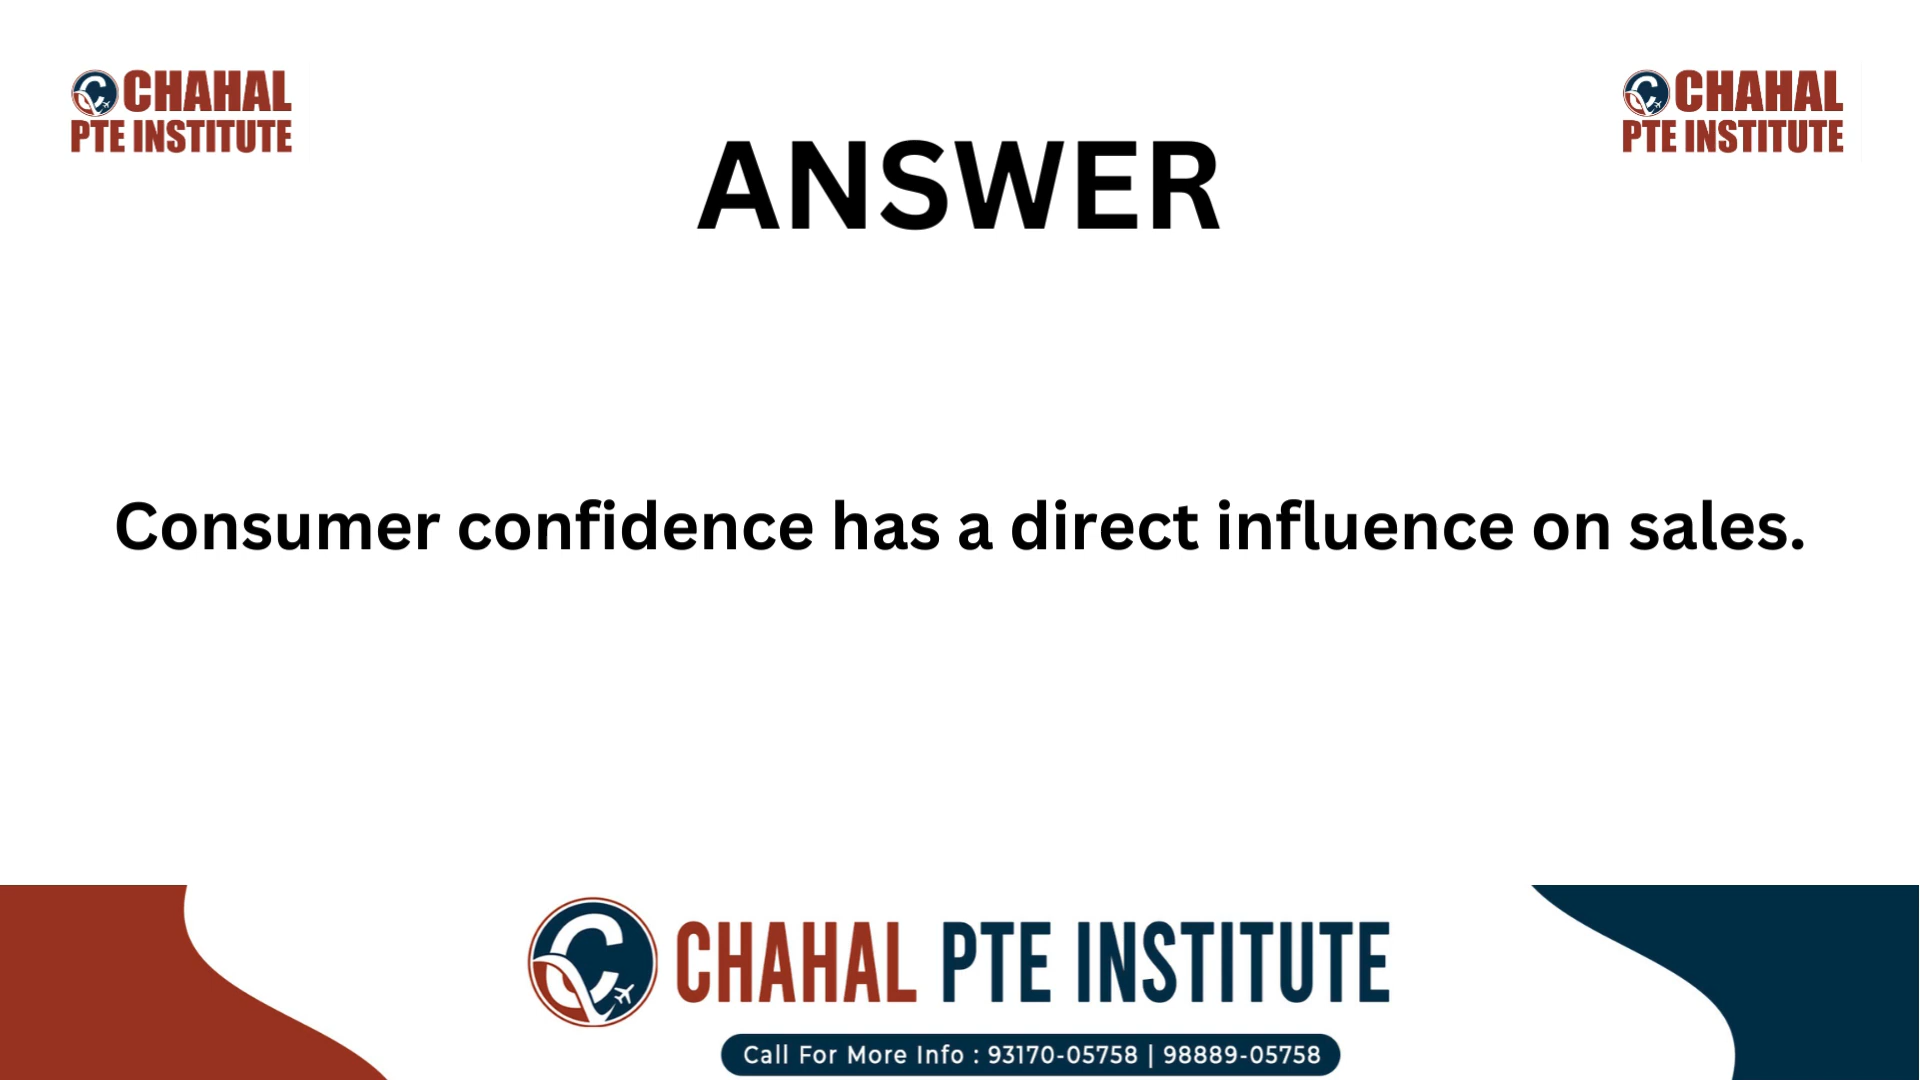 CHAHAL
PTE INSTITUTE
CHAHAL
PTE INSTITUTE
ANSWER
Consumer confidence has a direct influence on sales.
CHAHAL PTE INSTITUTE
Call For More Info : 93170-05758 | 98889-05758